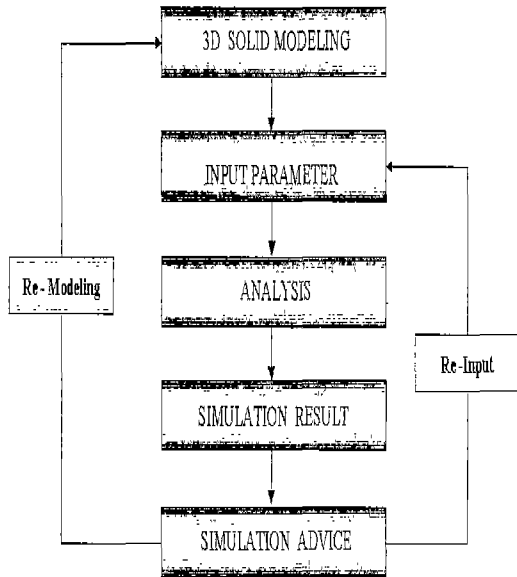 3D SOLID MODELING
INPUT PARAMETER
ANALYSIS
Re-Modeling
Re-Input
SIMULATION RESULT
SIMULATION ADVICE